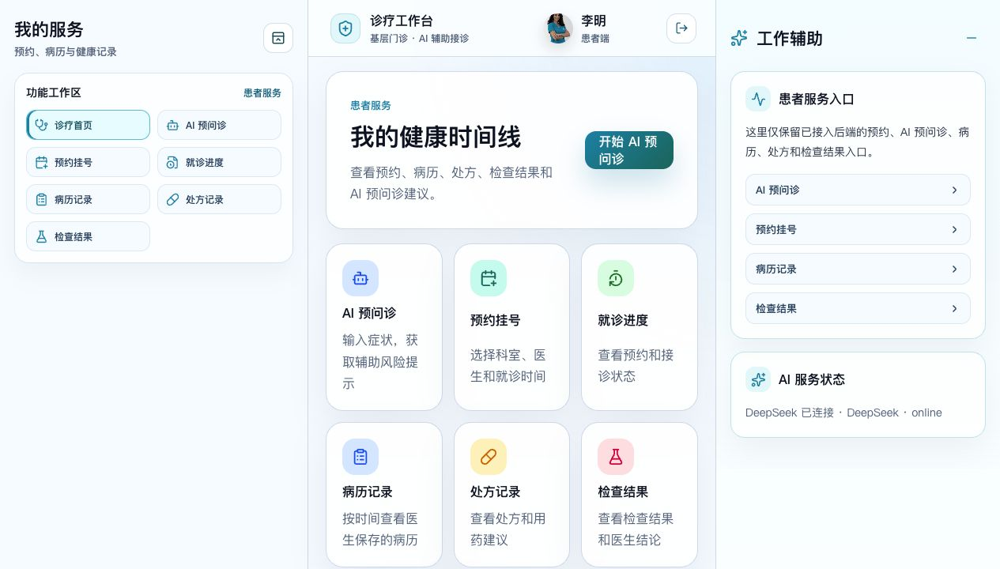 我的服务
预约、病历与健康记录
功能工作区
患者服务
诊疗首页
AI 预问诊
预约挂号
就诊进度
病历记录
处方记录
检查结果
诊疗工作台
基层门诊 · AI 辅助接诊
李明
患者端
患者服务
我的健康时间线
查看预约、病历、处方、检查结果和
AI 预问诊建议。
开始 AI 预
问诊
AI 预问诊
输入症状，获
取辅助风险提
示
预约挂号
选择科室、医
生和就诊时间
就诊进度
查看预约和接
诊状态
病历记录
按时间查看医
生保存的病历
处方记录
查看处方和用
药建议
检查结果
查看检查结果
和医生结论
工作辅助
患者服务入口
这里仅保留已接入后端的预约、AI 预问诊、病
历、处方和检查结果入口。
AI 预问诊
预约挂号
病历记录
检查结果
AI 服务状态
DeepSeek 已连接 · DeepSeek · online